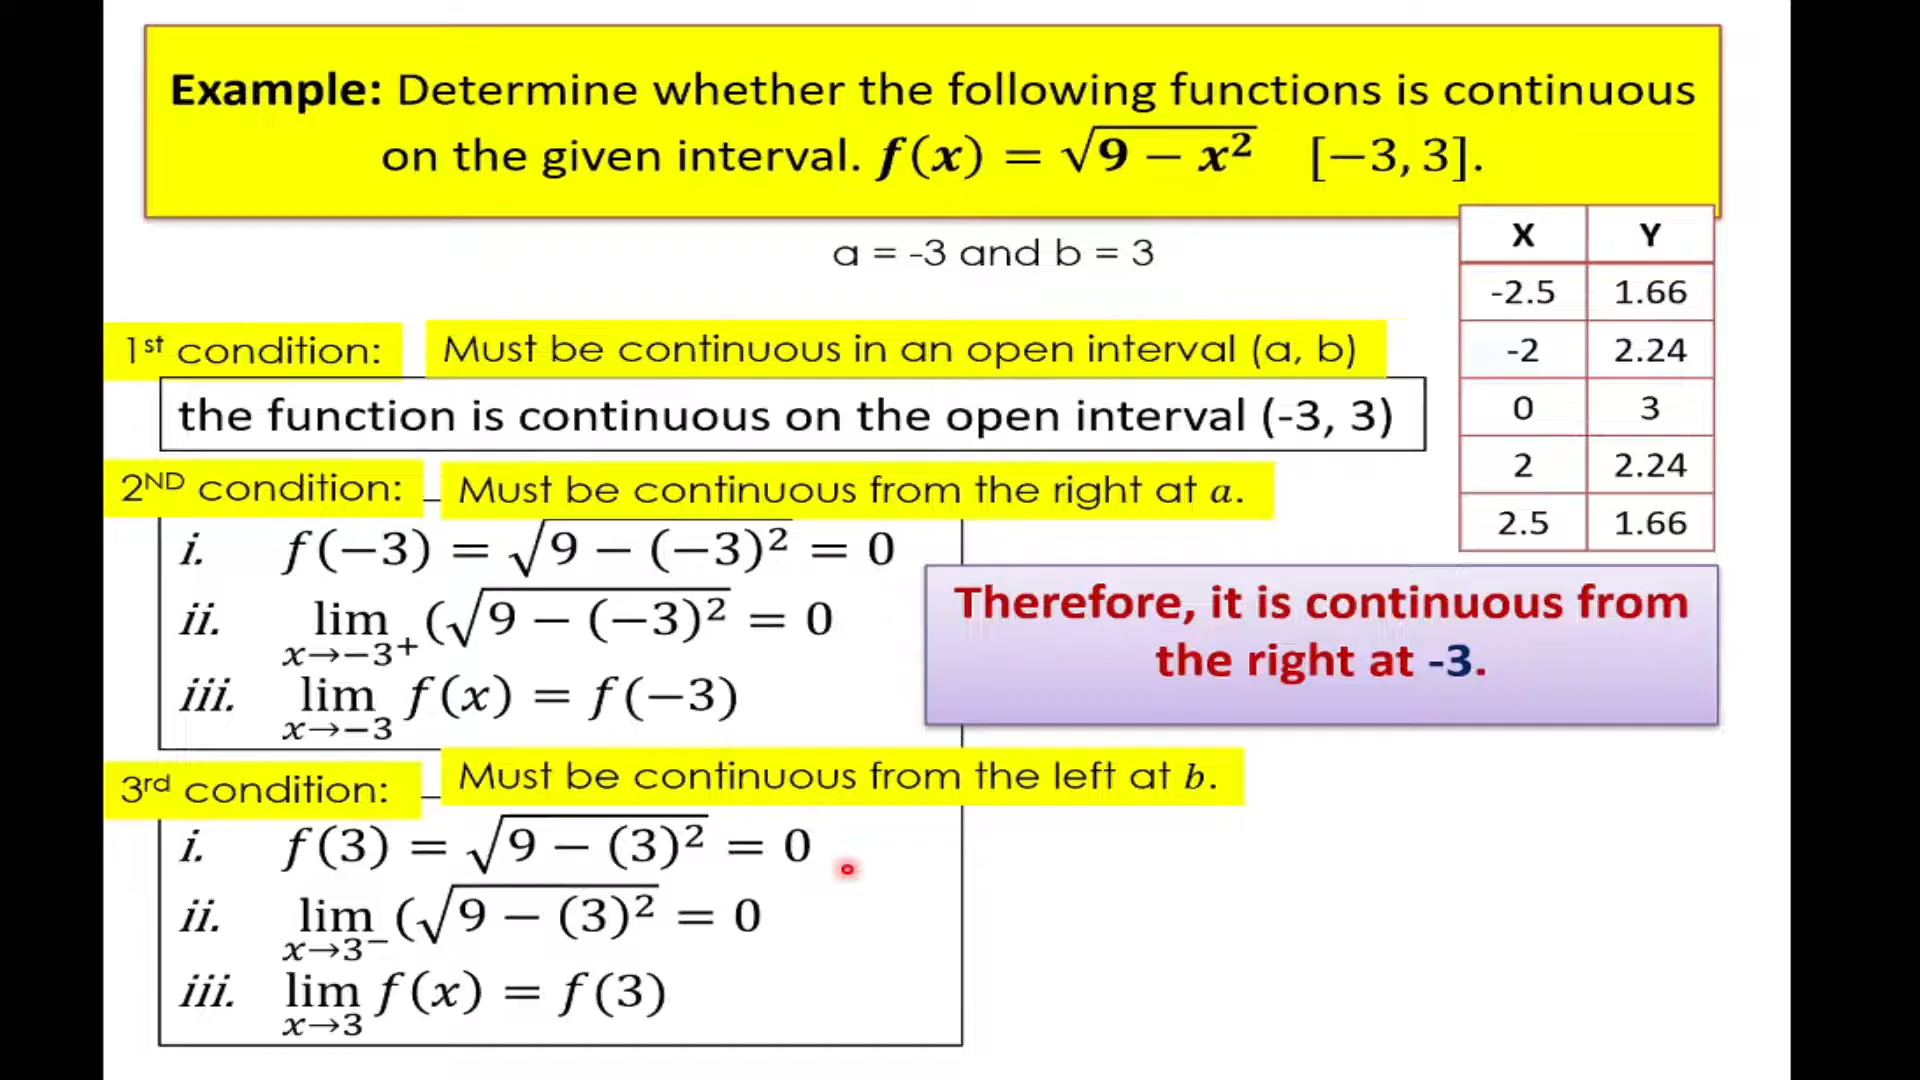 Example: Determine whether the following functions is continuous
on the given interval. f(x) = √9 − x² [−3, 3].
a = -3 and b = 3
X Y
-2.5 1.66
-2 2.24
0 3
2 2.24
2.5 1.66
1st condition: Must be continuous in an open interval (a, b)
the function is continuous on the open interval (-3, 3)
2ND condition: Must be continuous from the right at a.
i. f(−3) = √9 − (−3)² = 0
ii. lim x→−3⁺ (√9 − (−3)² = 0
iii. lim x→−3 f(x) = f(−3)
Therefore, it is continuous from
the right at -3.
3rd condition: Must be continuous from the left at b.
i. f(3) = √9 − (3)² = 0
ii. lim x→3⁻ (√9 − (3)² = 0
iii. lim x→3 f(x) = f(3)